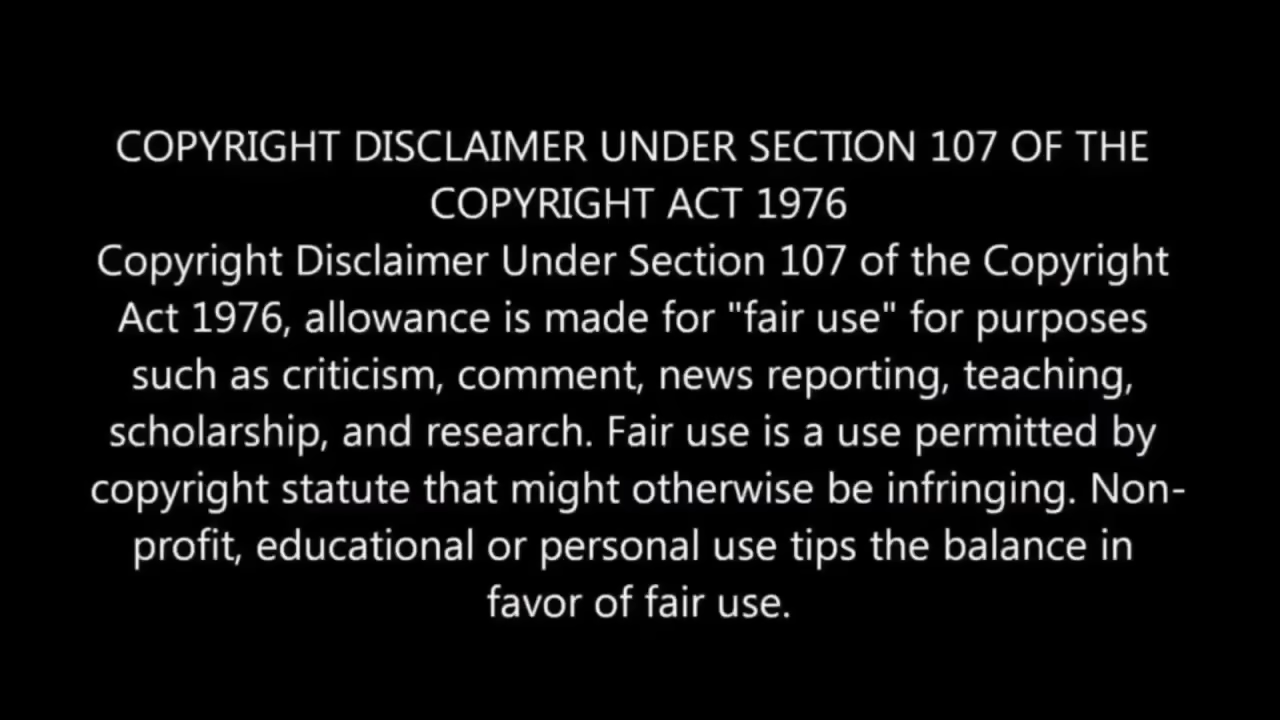 COPYRIGHT DISCLAIMER UNDER SECTION 107 OF THE
COPYRIGHT ACT 1976
Copyright Disclaimer Under Section 107 of the Copyright
Act 1976, allowance is made for "fair use" for purposes
such as criticism, comment, news reporting, teaching,
scholarship, and research. Fair use is a use permitted by
copyright statute that might otherwise be infringing. Non-
profit, educational or personal use tips the balance in
favor of fair use.